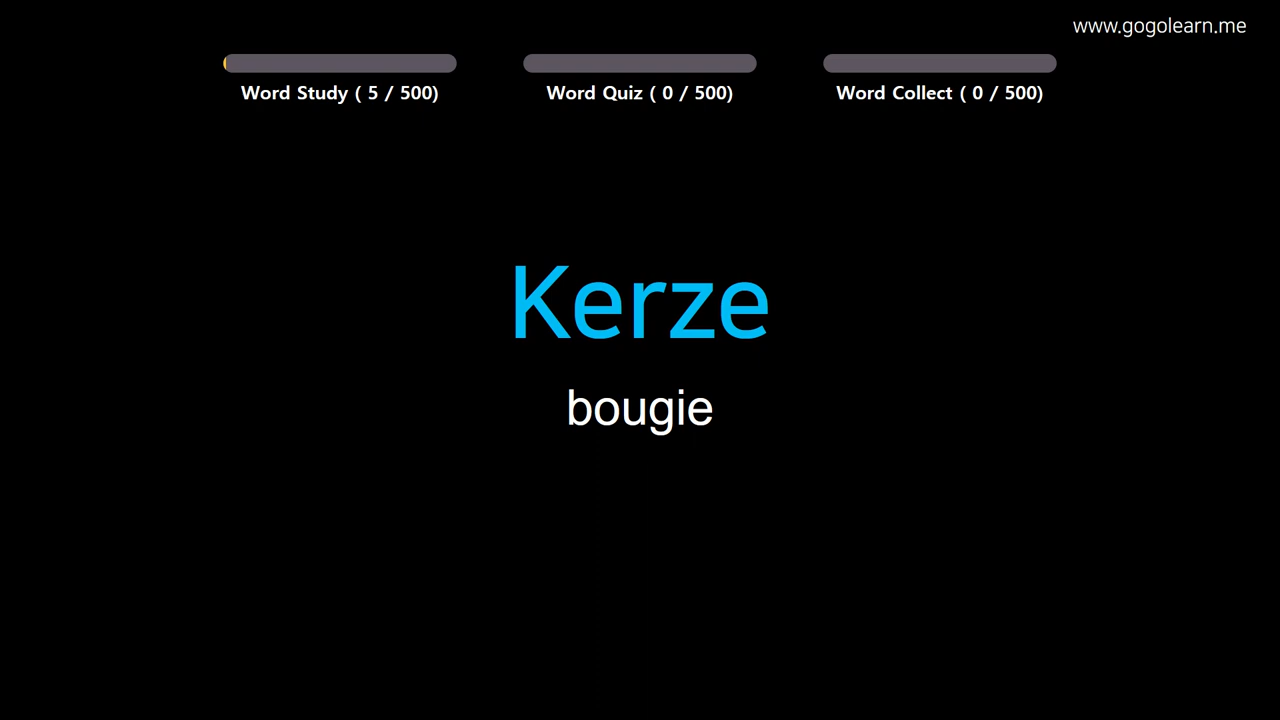 www.gogolearn.me
Word Study ( 5 / 500)
Word Quiz ( 0 / 500)
Word Collect ( 0 / 500)
Kerze
bougie